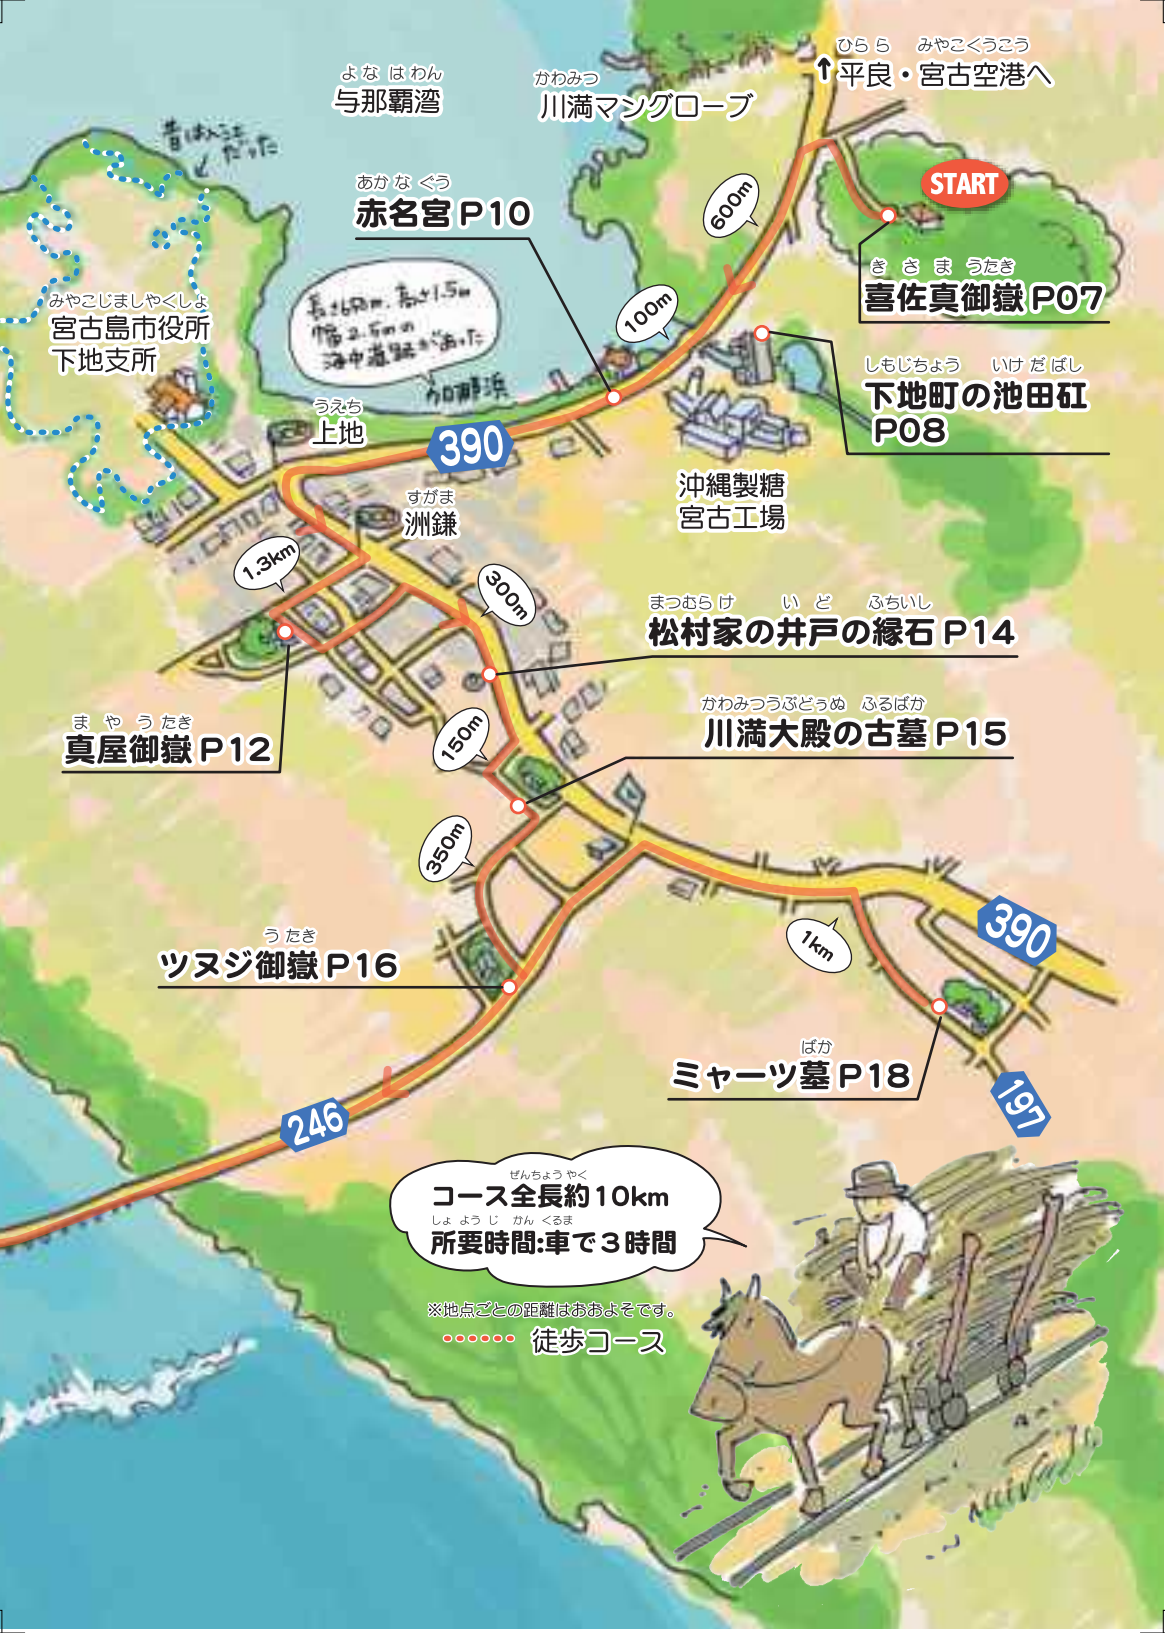 ひらら みやこくうこう
↑平良・宮古空港へ
よなはわん
与那覇湾
かわみつ
川満マングローブ
昔はんこを
だった
START
あかなぐう
赤名宮 P10
600m
きさま うたき
喜佐真御嶽 P07
長さ680m、高さ1.5m
幅2.5mの
海中道跡があった
加那浜
100m
みやこじましやくしょ
宮古島市役所
下地支所
しもじちょう いけだばし
下地町の池田矼
P08
うえち
上地
390
沖縄製糖
宮古工場
すがま
洲鎌
1.3km
300m
まつむらけ いど ふちいし
松村家の井戸の縁石 P14
かわみつうぷどぅぬ ふるばか
川満大殿の古墓 P15
まやうたき
真屋御嶽 P12
150m
350m
うたき
ツヌジ御嶽 P16
390
1km
ばか
ミャーツ墓 P18
197
246
ぜんちょうやく
コース全長約10km
しょようじかん くるま
所要時間:車で3時間
※地点ごとの距離はおおよそです。
徒歩コース